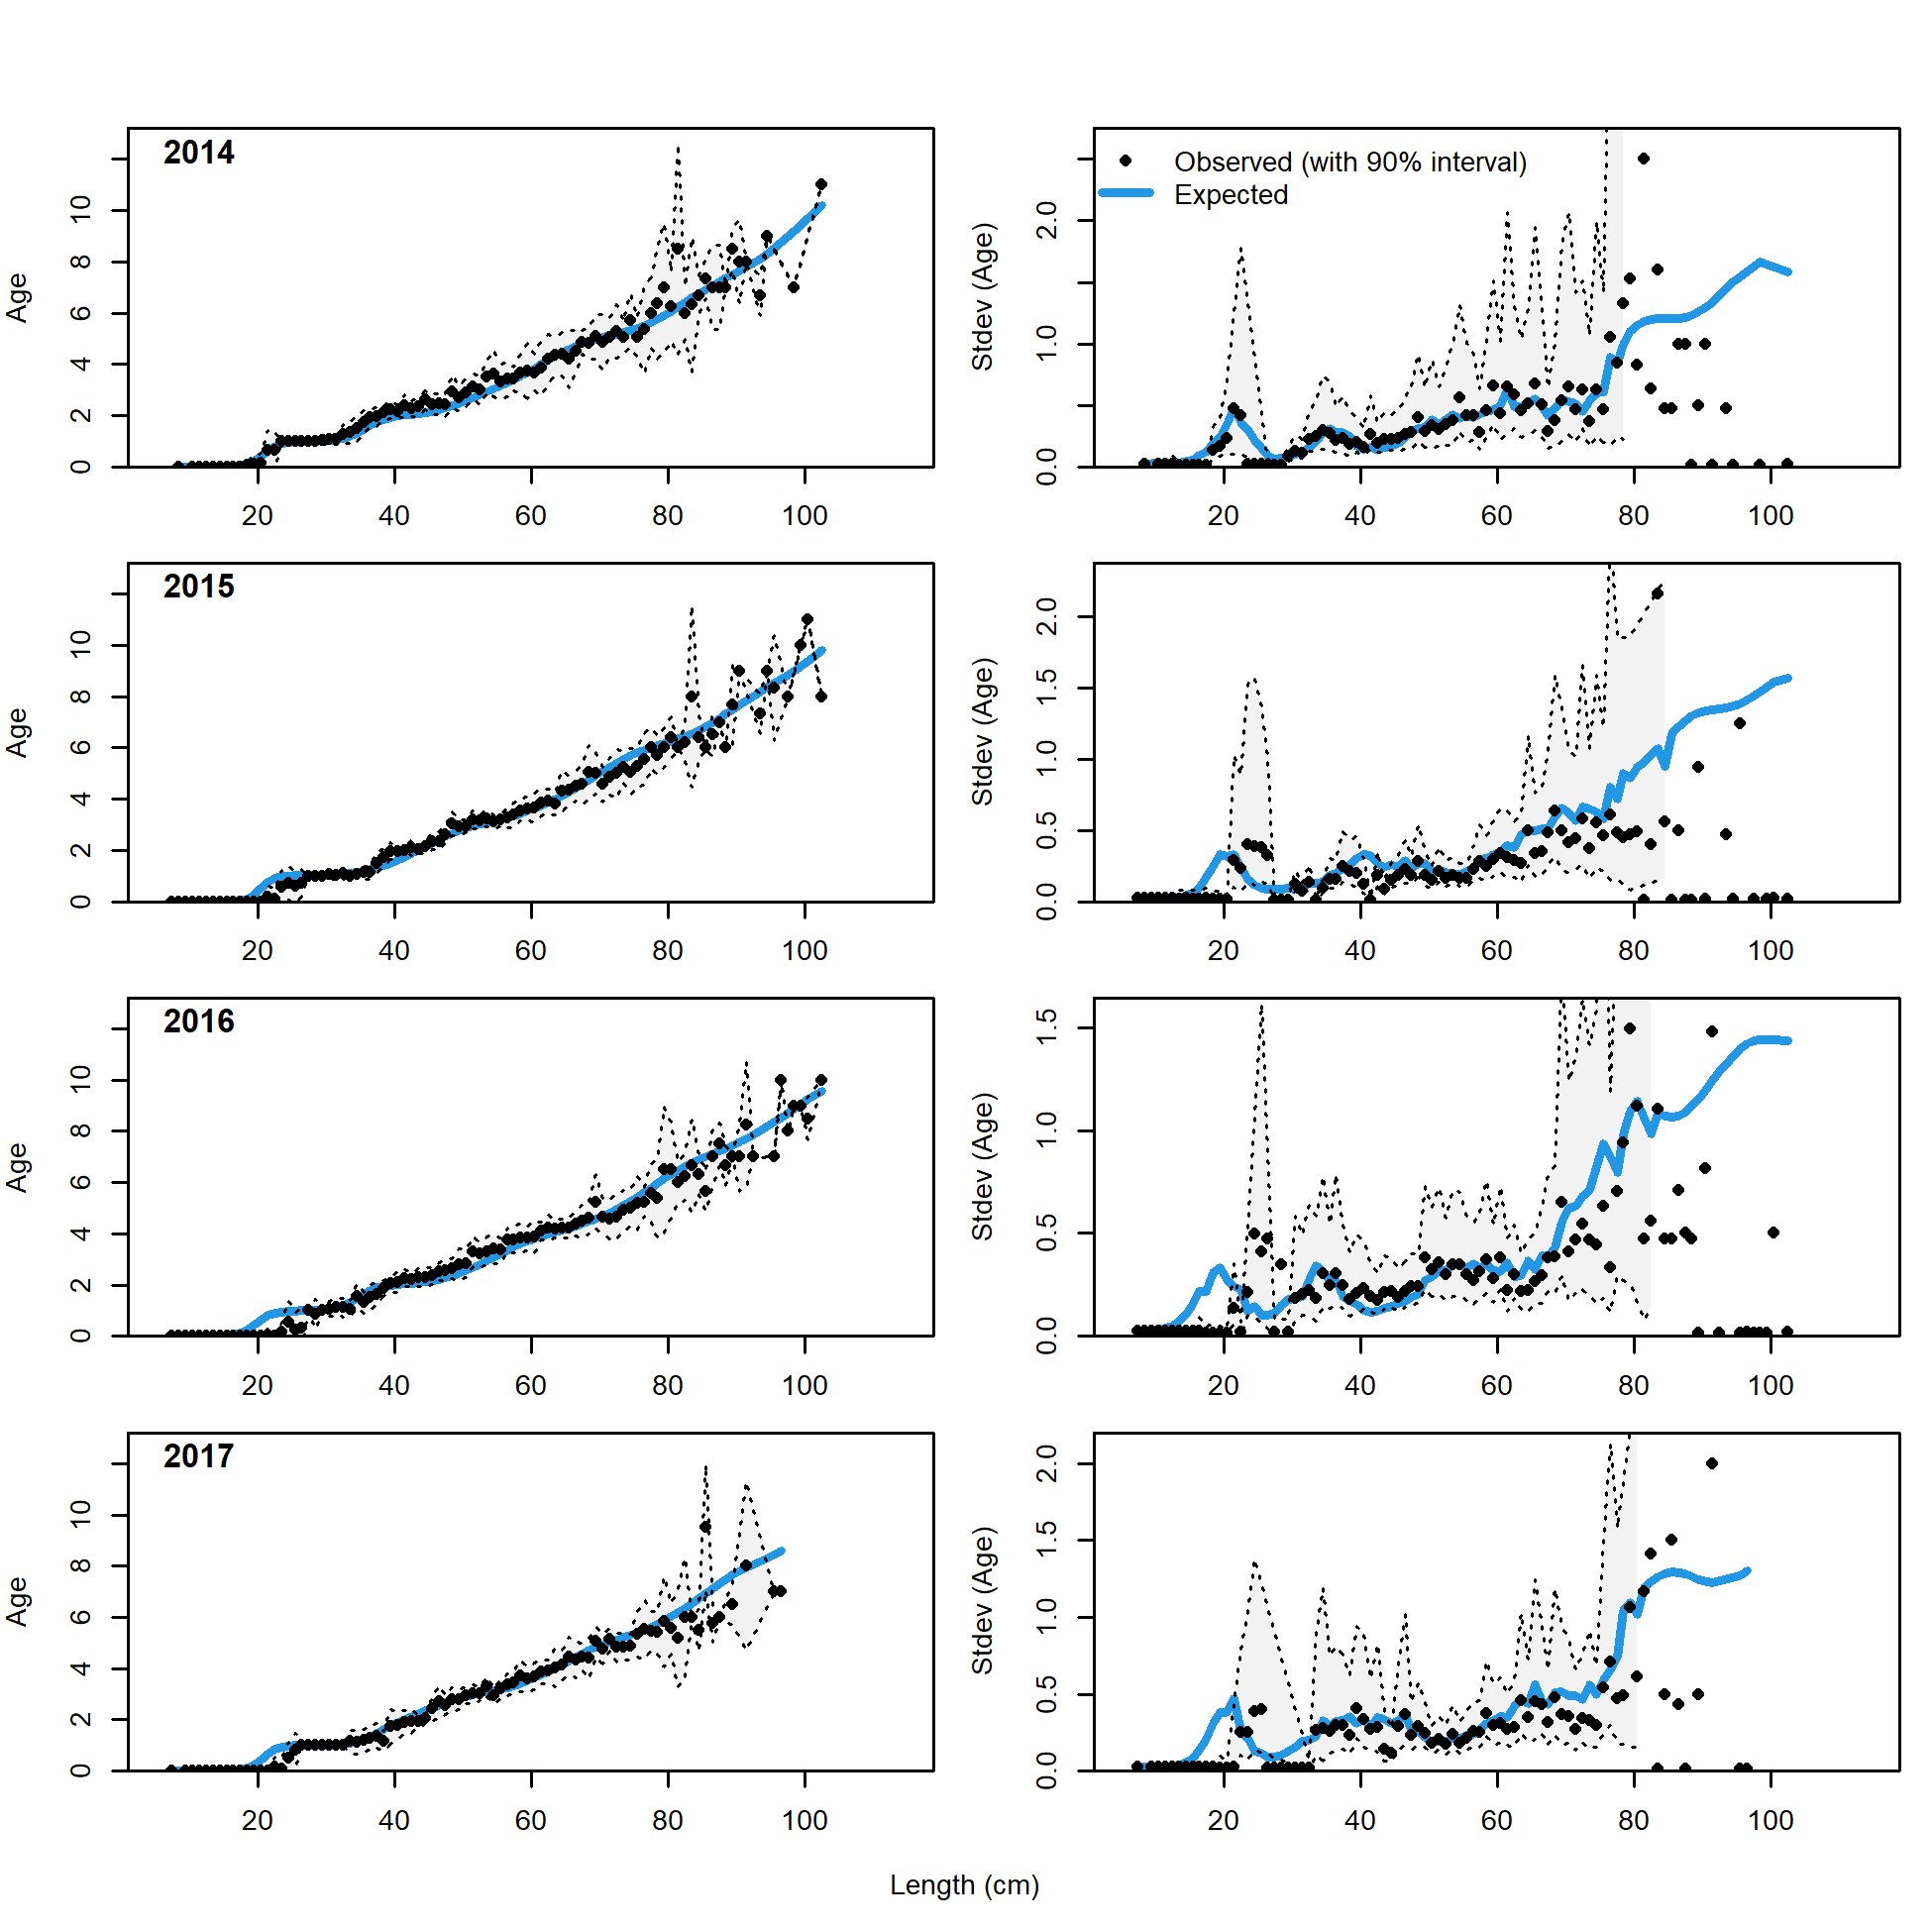 2014
Observed (with 90% interval)
Expected
Age
0 2 4 6 8 10
20 40 60 80 100
Stdev (Age)
0.0 1.0 2.0
20 40 60 80 100
2015
Age
0 2 4 6 8 10
20 40 60 80 100
Stdev (Age)
0.0 0.5 1.0 1.5 2.0
20 40 60 80 100
2016
Age
0 2 4 6 8 10
20 40 60 80 100
Stdev (Age)
0.0 0.5 1.0 1.5
20 40 60 80 100
2017
Age
0 2 4 6 8 10
20 40 60 80 100
Stdev (Age)
0.0 0.5 1.0 1.5 2.0
20 40 60 80 100
Length (cm)